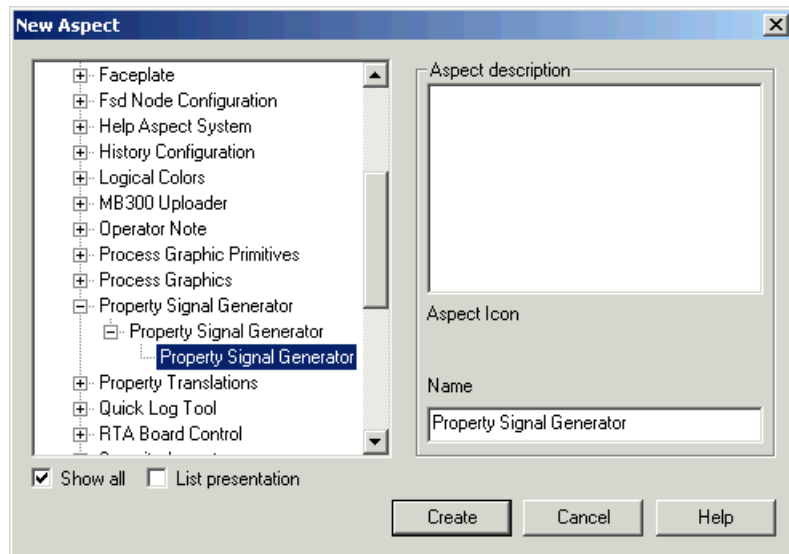 New Aspect
Faceplate
Fsd Node Configuration
Help Aspect System
History Configuration
Logical Colors
MB300 Uploader
Operator Note
Process Graphic Primitives
Process Graphics
Property Signal Generator
Property Signal Generator
Property Signal Generator
Property Translations
Quick Log Tool
RTA Board Control
Show all
List presentation
Aspect description
Aspect Icon
Name
Property Signal Generator
Create
Cancel
Help